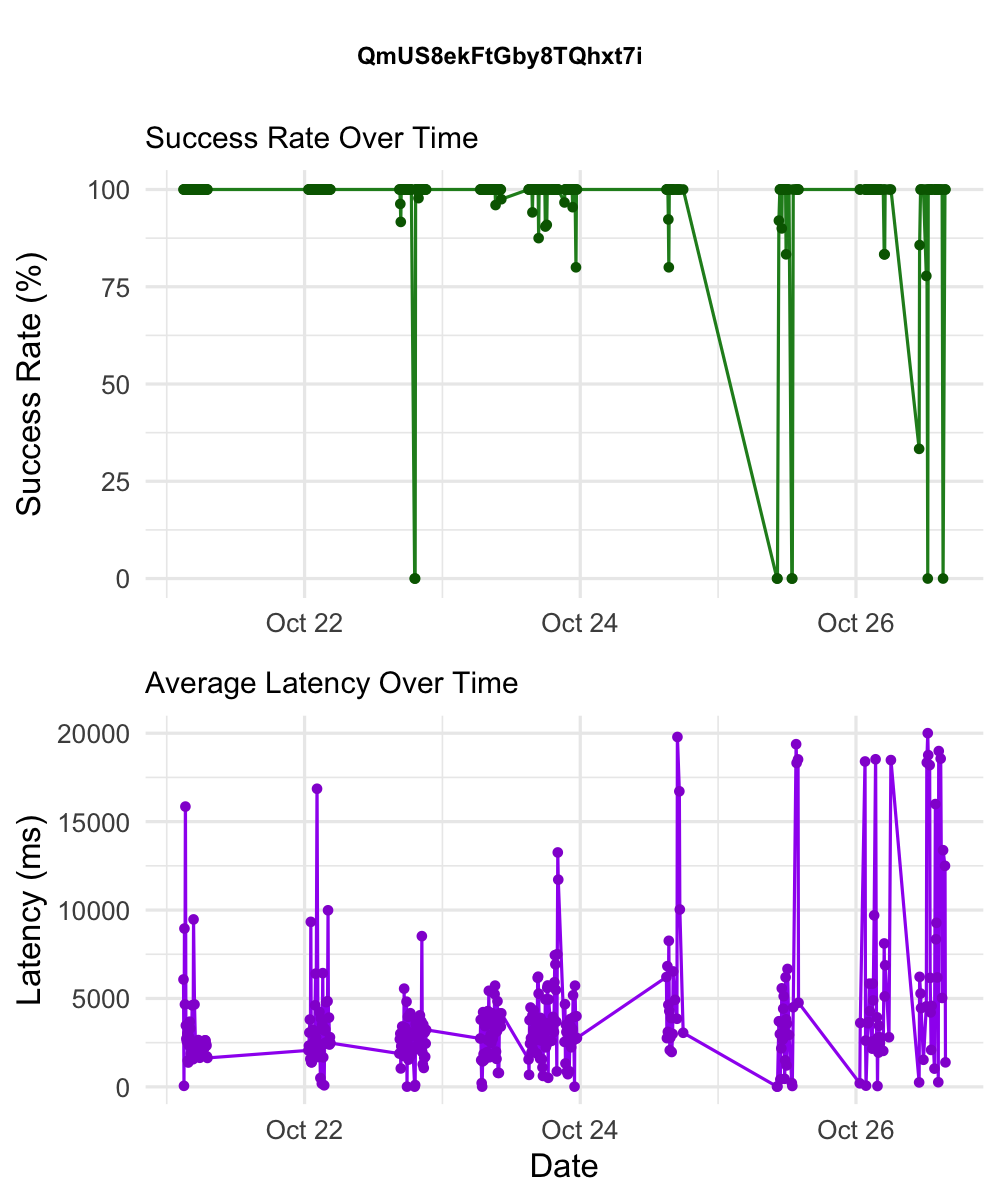 QmUS8ekFtGby8TQhxt7i
Success Rate Over Time
Success Rate (%)
100
75
50
25
0
Oct 22
Oct 24
Oct 26
Average Latency Over Time
Latency (ms)
20000
15000
10000
5000
0
Oct 22
Oct 24
Oct 26
Date